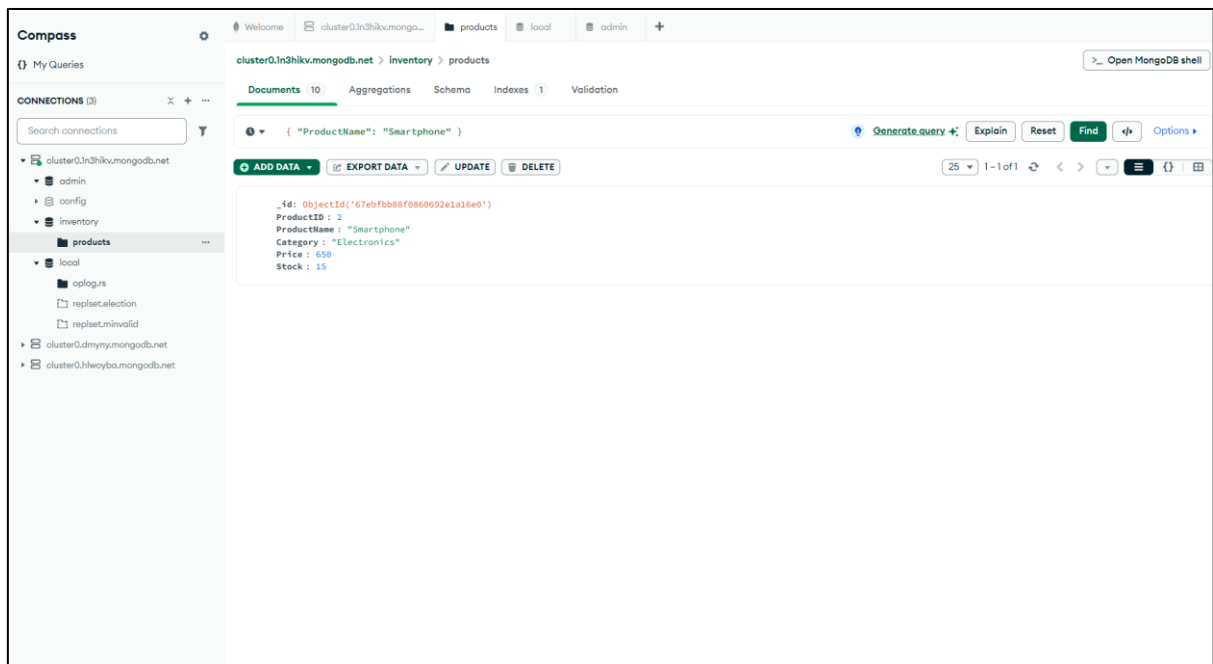 Compass
{} My Queries
CONNECTIONS (3)
Search connections
cluster0.1n3hikv.mongodb.net
admin
config
inventory
products
local
oplog.rs
replset.election
replset.minvalid
cluster0.dmyny.mongodb.net
cluster0.hlwoyba.mongodb.net
Welcome cluster0.1n3hikv.mongo... products local admin +
cluster0.1n3hikv.mongodb.net > inventory > products
>_ Open MongoDB shell
Documents 10 Aggregations Schema Indexes 1 Validation
{ "ProductName": "Smartphone" }
Generate query Explain Reset Find </> Options
ADD DATA EXPORT DATA UPDATE DELETE
25 1-1 of 1 {}
_id: ObjectId('67ebfbb88f0860692e1a16e0')
ProductID : 2
ProductName : "Smartphone"
Category : "Electronics"
Price : 650
Stock : 15